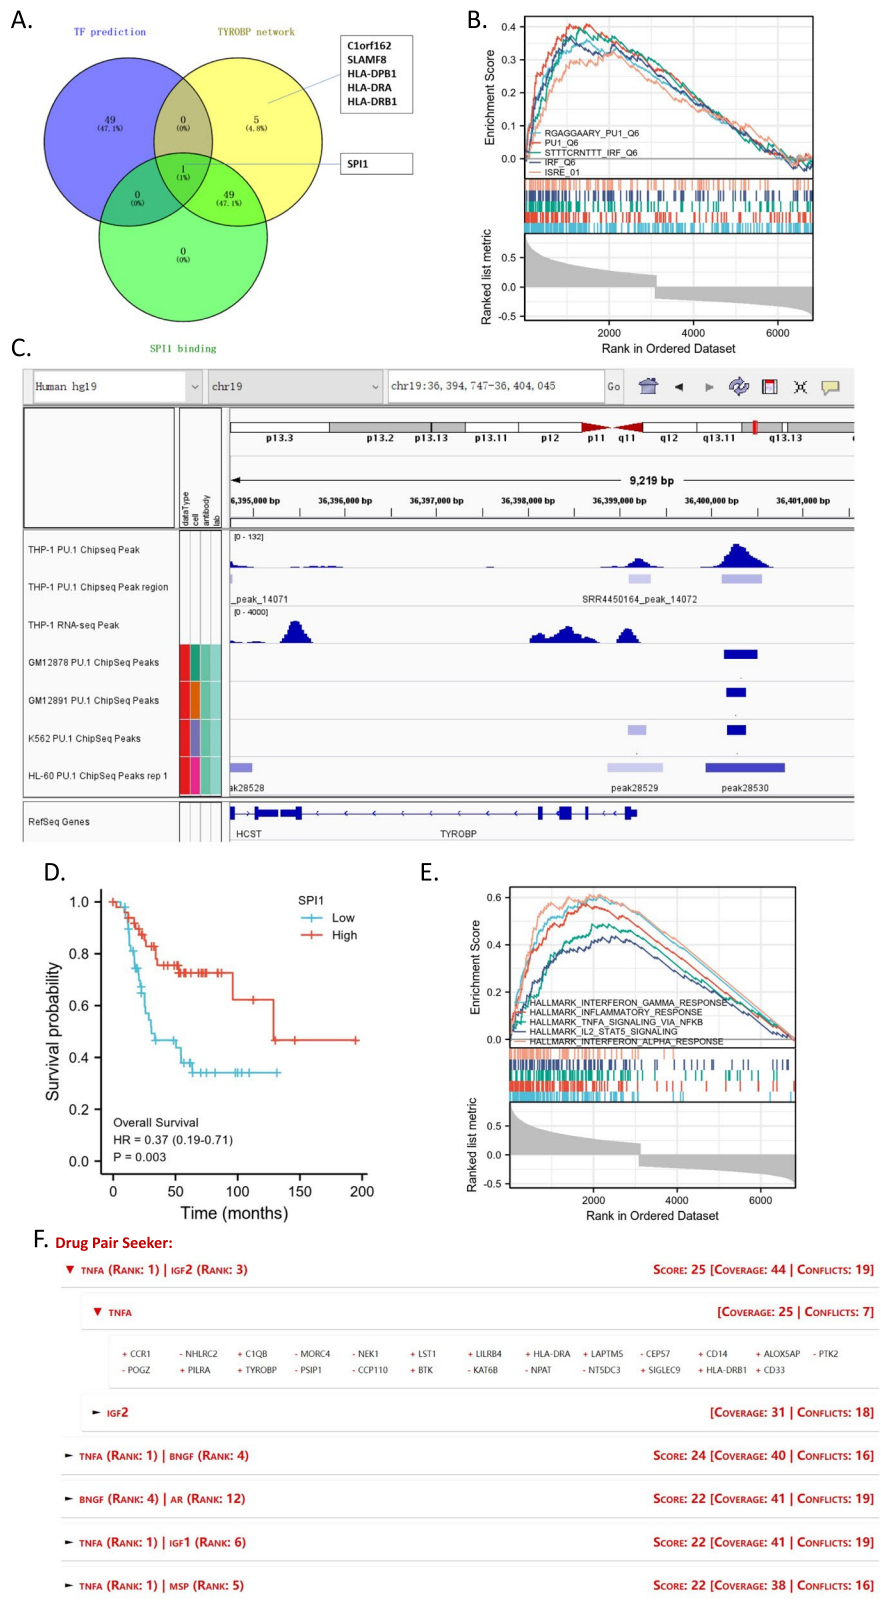 A.
TF prediction
TYROBP network
C1orf162
SLAMF8
HLA-DPB1
HLA-DRA
HLA-DRB1
49
(47.1%)
0
(0%)
5
(4.8%)
1
(1%)
SPI1
0
(0%)
49
(47.1%)
0
(0%)
SPI1 binding
B.
Enrichment Score
0.4
0.3
0.2
0.1
0.0
RGAGGAARY_PU1_Q6
PU1_Q6
STTTCRNTTT_IRF_Q6
IRF_Q6
ISRE_01
Ranked list metric
0.5
0.0
-0.5
2000
4000
6000
Rank in Ordered Dataset
C.
Human hg19
chr19
chr19:36,394,747-36,404,045
Go
p13.3
p13.2
p13.13
p13.11
p12
p11
q11
q12
q13.11
q13.13
9,219 bp
5,395,000 bp
36,396,000 bp
36,397,000 bp
36,398,000 bp
36,399,000 bp
36,400,000 bp
36,401,000 bp
dataType
cell
antibody
lab
THP-1 PU.1 Chipseq Peak
[0 - 132]
THP-1 PU.1 Chipseq Peak region
_peak_14071
SRR4450164_peak_14072
THP-1 RNA-seq Peak
[0 - 4000]
GM12878 PU.1 ChipSeq Peaks
GM12891 PU.1 ChipSeq Peaks
K562 PU.1 ChipSeq Peaks
HL-60 PU.1 ChipSeq Peaks rep 1
ak28528
peak28529
peak28530
RefSeq Genes
HCST
TYROBP
D.
Survival probability
1.0
0.8
0.6
0.4
0.2
0.0
SPI1
Low
High
Overall Survival
HR = 0.37 (0.19-0.71)
P = 0.003
0
50
100
150
200
Time (months)
E.
Enrichment Score
0.6
0.4
0.2
0.0
HALLMARK_INTERFERON_GAMMA_RESPONSE
HALLMARK_INFLAMMATORY_RESPONSE
HALLMARK_TNFA_SIGNALING_VIA_NFKB
HALLMARK_IL2_STAT5_SIGNALING
HALLMARK_INTERFERON_ALPHA_RESPONSE
Ranked list metric
0.5
0.0
-0.5
2000
4000
6000
Rank in Ordered Dataset
F. Drug Pair Seeker:
▼ TNFA (RANK: 1) | IGF2 (RANK: 3) SCORE: 25 [COVERAGE: 44 | CONFLICTS: 19]
▼ TNFA [COVERAGE: 25 | CONFLICTS: 7]
+ CCR1 - NHLRC2 + C1QB - MORC4 - NEK1 + LST1 + LILRB4 + HLA-DRA + LAPTM5 - CEP57 + CD14 + ALOX5AP - PTK2
- POGZ + PILRA + TYROBP - PSIP1 - CCP110 + BTK - KAT6B - NPAT - NT5DC3 + SIGLEC9 + HLA-DRB1 + CD33
► IGF2 [COVERAGE: 31 | CONFLICTS: 18]
► TNFA (RANK: 1) | BNGF (RANK: 4) SCORE: 24 [COVERAGE: 40 | CONFLICTS: 16]
► BNGF (RANK: 4) | AR (RANK: 12) SCORE: 22 [COVERAGE: 41 | CONFLICTS: 19]
► TNFA (RANK: 1) | IGF1 (RANK: 6) SCORE: 22 [COVERAGE: 41 | CONFLICTS: 19]
► TNFA (RANK: 1) | MSP (RANK: 5) SCORE: 22 [COVERAGE: 38 | CONFLICTS: 16]